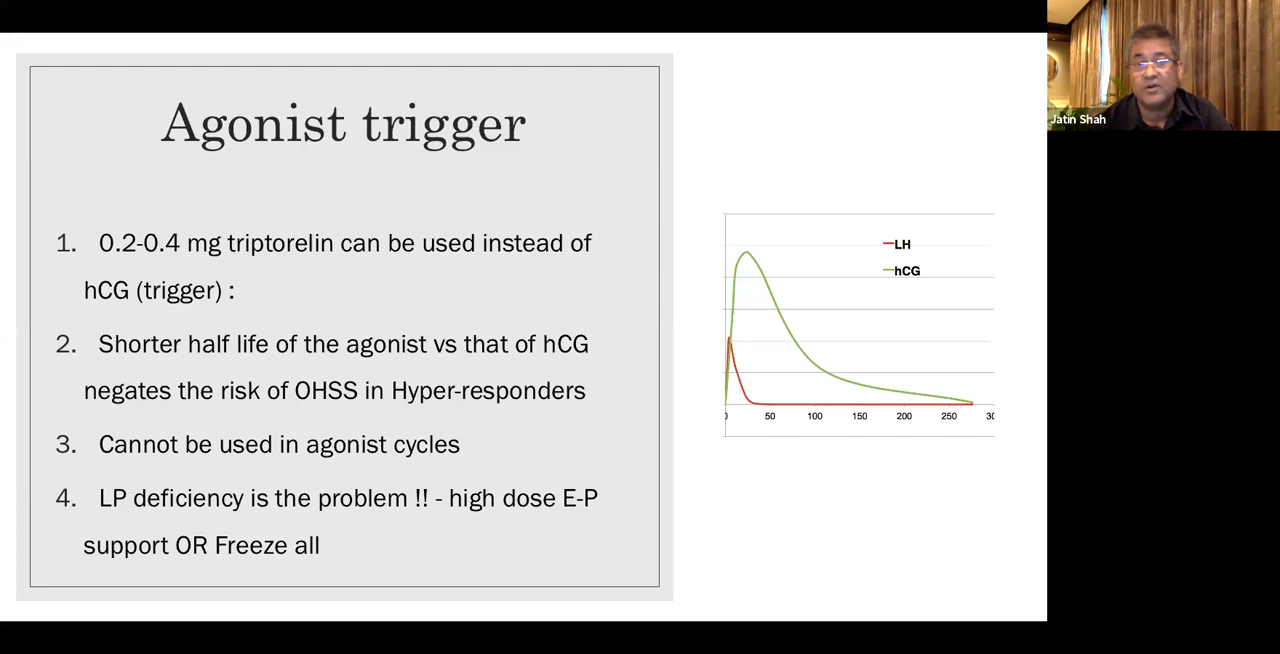 Agonist trigger
1. 0.2-0.4 mg triptorelin can be used instead of
hCG (trigger) :
2. Shorter half life of the agonist vs that of hCG
negates the risk of OHSS in Hyper-responders
3. Cannot be used in agonist cycles
4. LP deficiency is the problem !! - high dose E-P
support OR Freeze all
LH
hCG
0 50 100 150 200 250 30
Jatin Shah